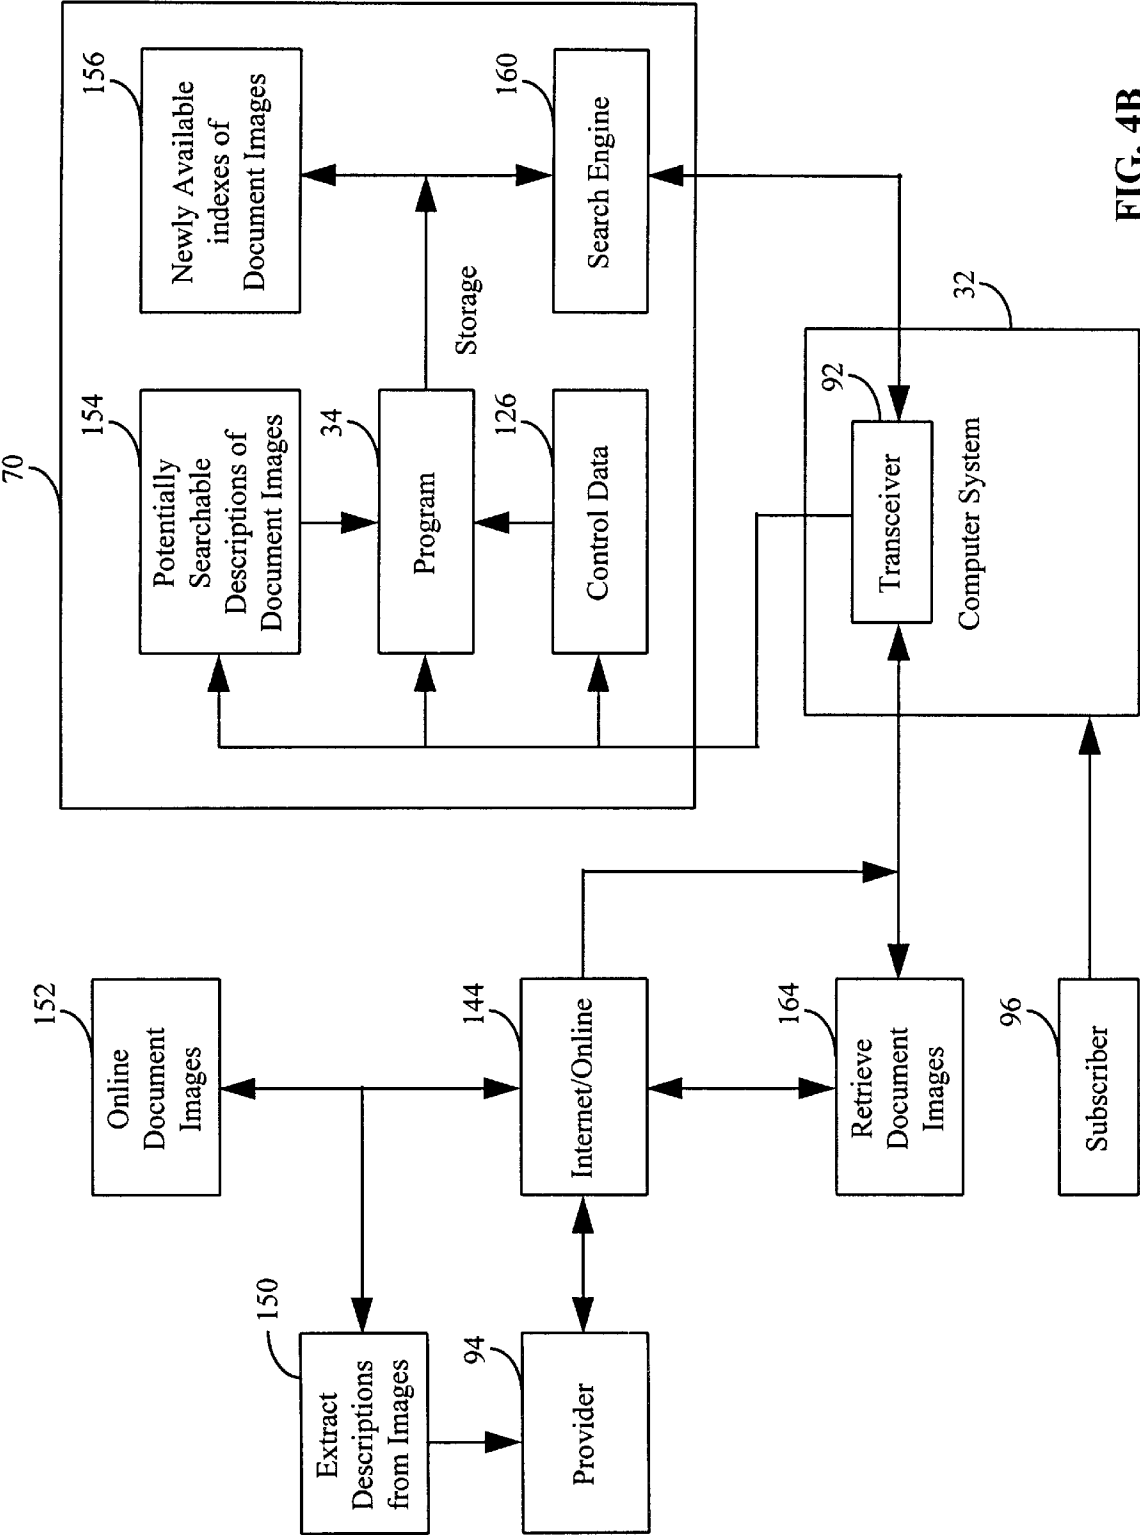 70
152
Online
Document
Images
154
Potentially
Searchable
Descriptions of
Document Images
156
Newly Available
indexes of
Document Images
150
Extract
Descriptions
from Images
34
Program
Storage
94
Provider
144
Internet/Online
126
Control Data
160
Search Engine
164
Retrieve
Document
Images
92
Transceiver
Computer System
32
96
Subscriber
FIG. 4B